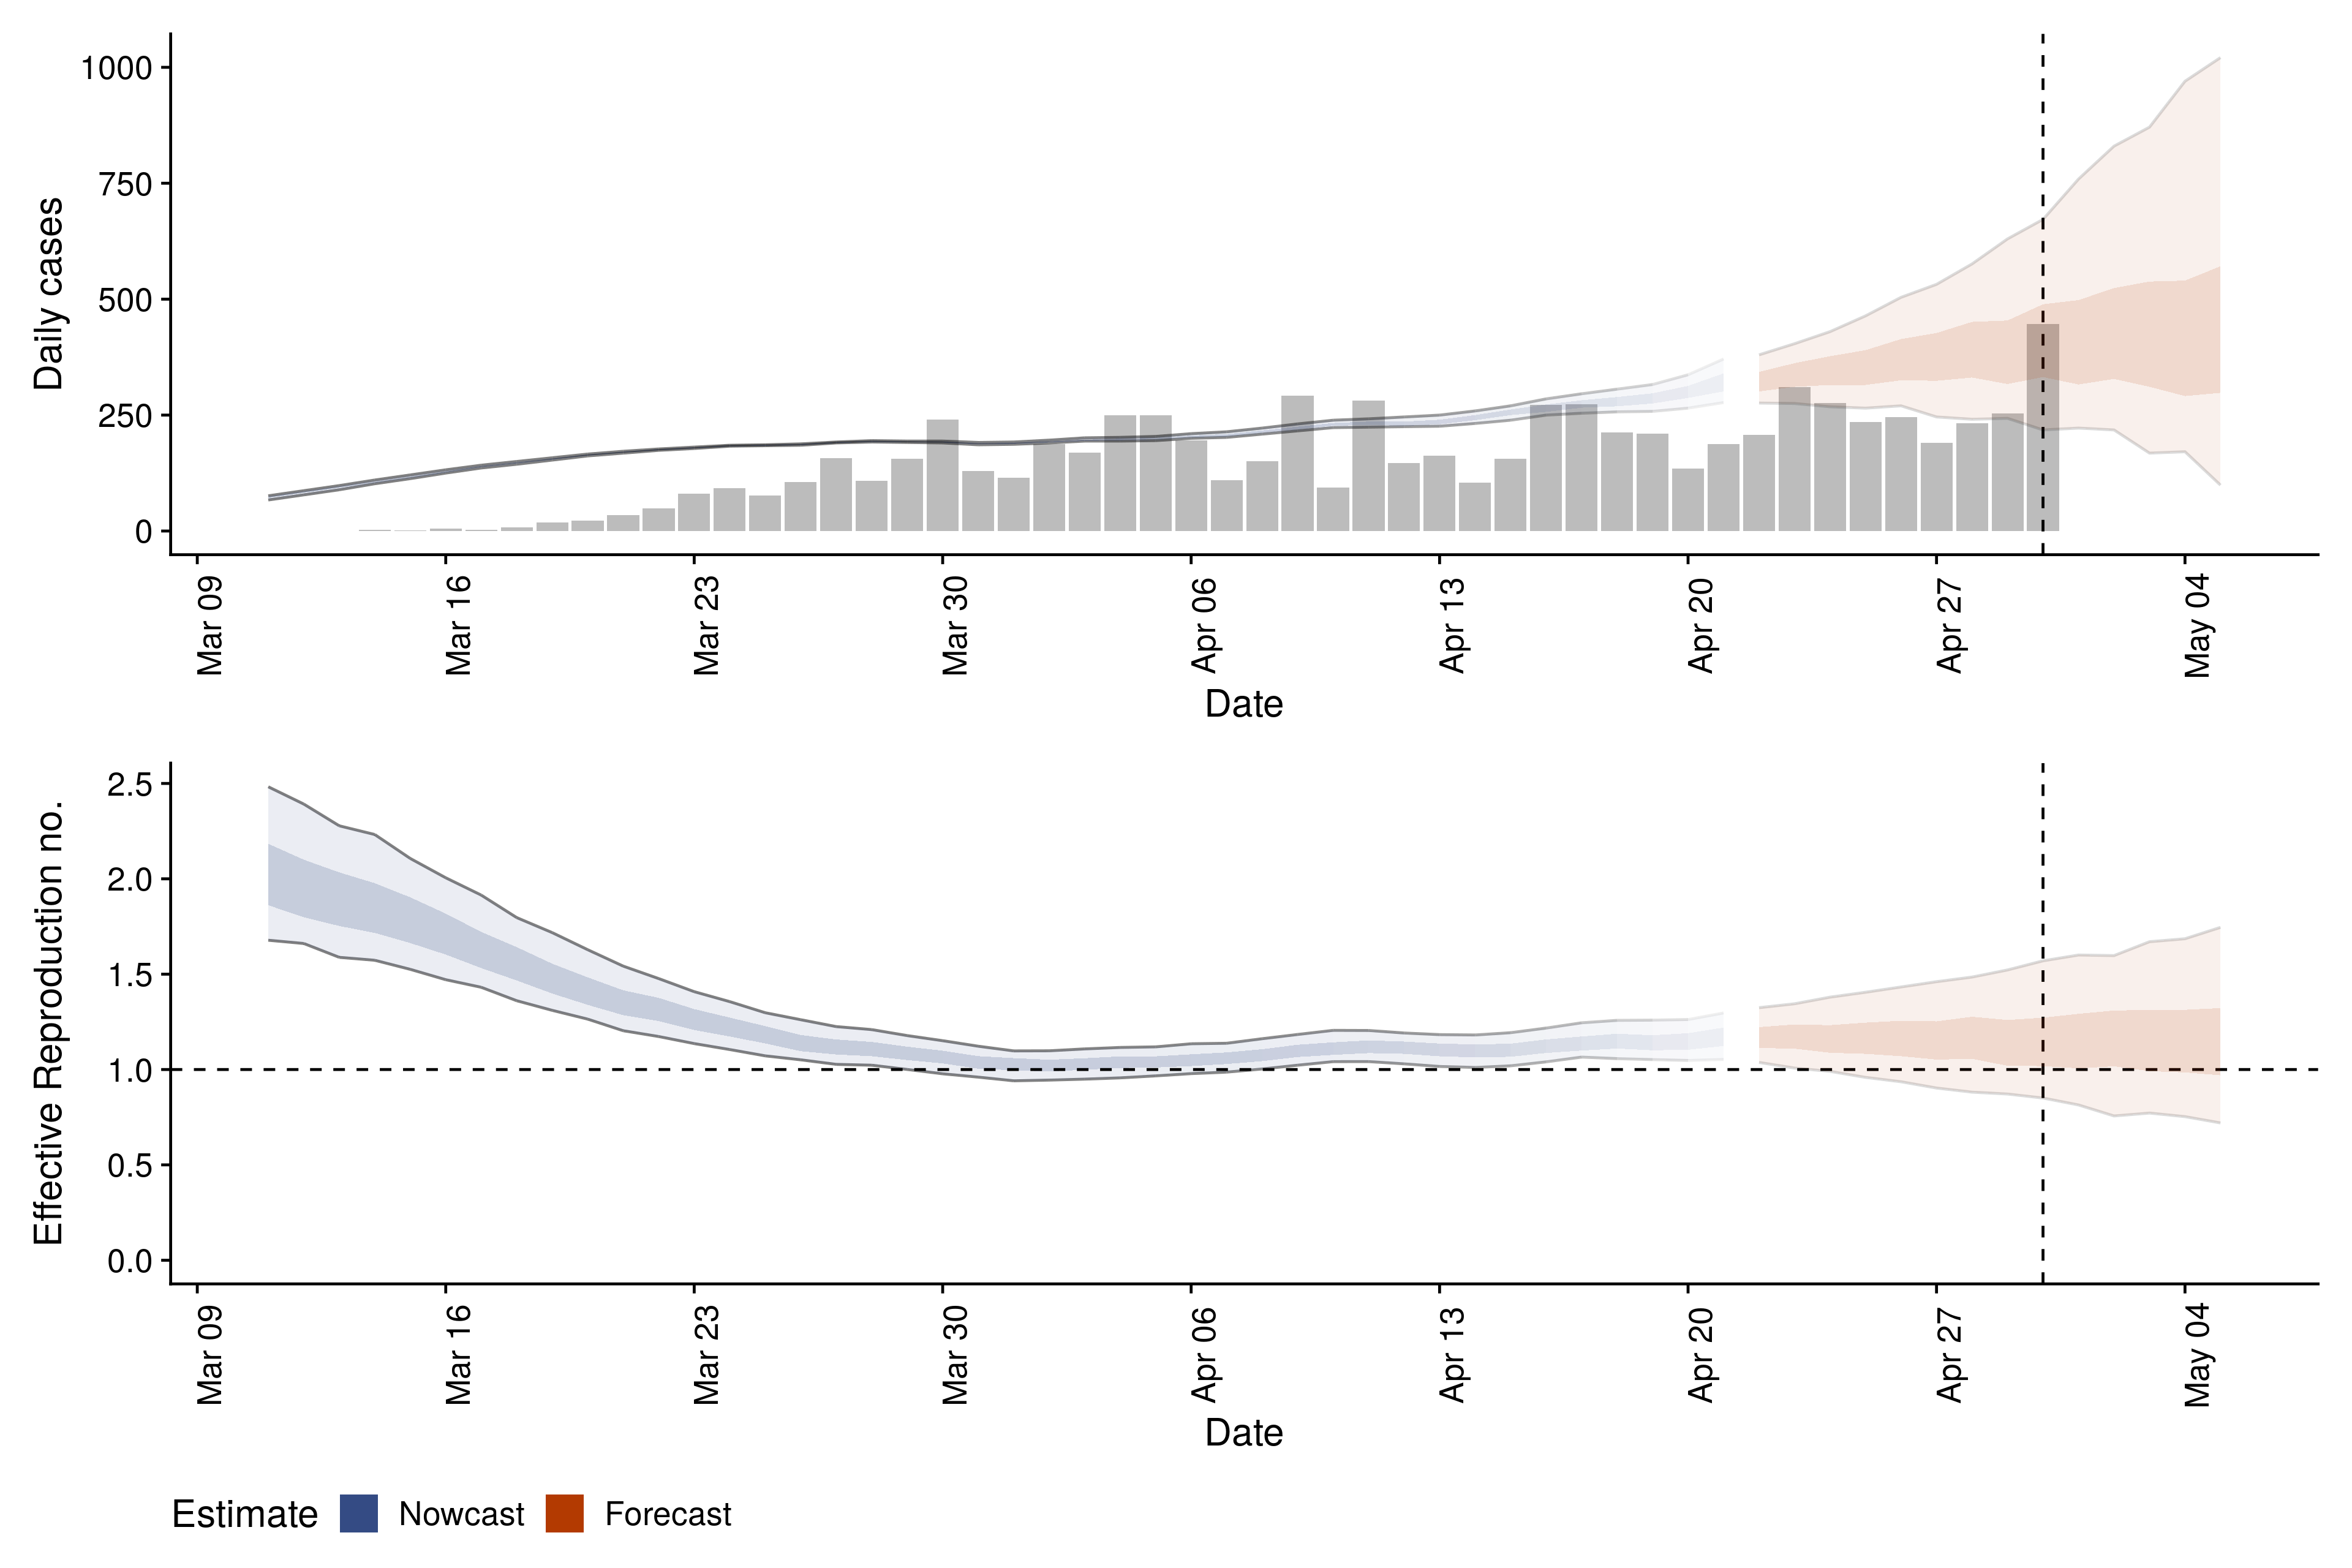 Daily cases
1000
750
500
250
0
Mar 09
Mar 16
Mar 23
Mar 30
Apr 06
Apr 13
Apr 20
Apr 27
May 04
Date
Effective Reproduction no.
2.5
2.0
1.5
1.0
0.5
0.0
Mar 09
Mar 16
Mar 23
Mar 30
Apr 06
Apr 13
Apr 20
Apr 27
May 04
Date
Estimate Nowcast Forecast